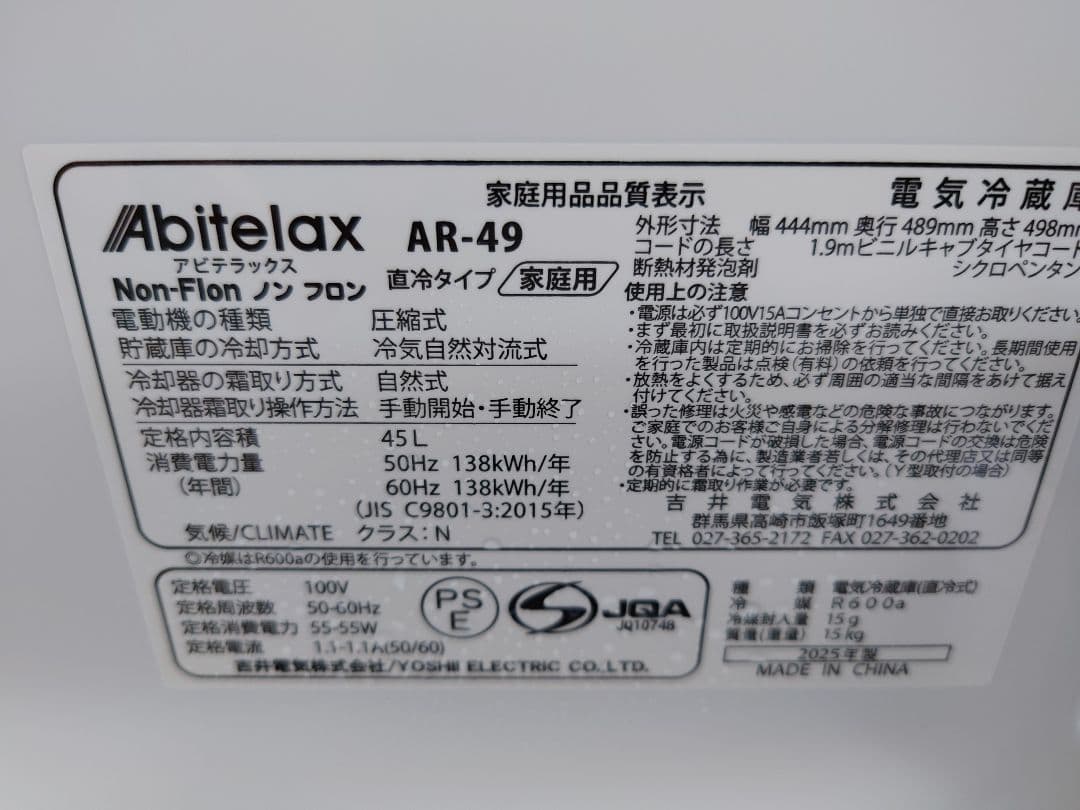 家庭用品品質表示
電気冷蔵庫
Abitelax AR-49
アビテラックス
Non-Flon ノン フロン 直冷タイプ 家庭用
電動機の種類 圧縮式
貯蔵庫の冷却方式 冷気自然対流式
冷却器の霜取り方式 自然式
冷却器霜取り操作方法 手動開始・手動終了
定格内容積 45L
消費電力量 50Hz 138kWh/年
(年間) 60Hz 138kWh/年
(JIS C9801-3:2015年)
気候/CLIMATE クラス:N
外形寸法 幅 444mm 奥行 489mm 高さ 498mm
コードの長さ 1.9mビニルキャブタイヤコード
断熱材発泡剤 シクロペンタン
使用上の注意
・電源は必ず100V15Aコンセントから単独で直接お取りください。
・まず最初に取扱説明書を必ずお読みください。
・冷蔵庫内は定期的にお掃除を行ってください。長期間使用
を行った製品は点検(有料)の依頼を行ってください。
・放熱をよくするため、必ず周囲の適当な間隔をあけて据え
付けてください。
・誤った修理は火災や感電などの危険な事故につながります。
ご家庭でのお客様ご自身による分解修理は行わないでくだ
さい。電源コードが破損した場合、電源コードの交換は危険
を防止する為に、製造業者若しくは、その代理店又は同等
の有資格者によって行ってください。(Y型取付の場合)
・定期的に霜取り作業が必要です。
吉井電気株式会社
群馬県高崎市飯塚町1649番地
TEL 027-365-2172 FAX 027-362-0202
◎冷媒はR600aの使用を行っています。
定格電圧 100V
定格周波数 50-60Hz
定格消費電力 55-55W
定格電流 1.1-1.1A(50/60)
PS
E
JQA
JQ1074B
吉井電気株式会社/YOSHII ELECTRIC CO.,LTD.
種類 電気冷蔵庫(直冷式)
冷媒 R600a
冷媒封入量 15g
質量(重量) 15kg
2025年製
MADE IN CHINA